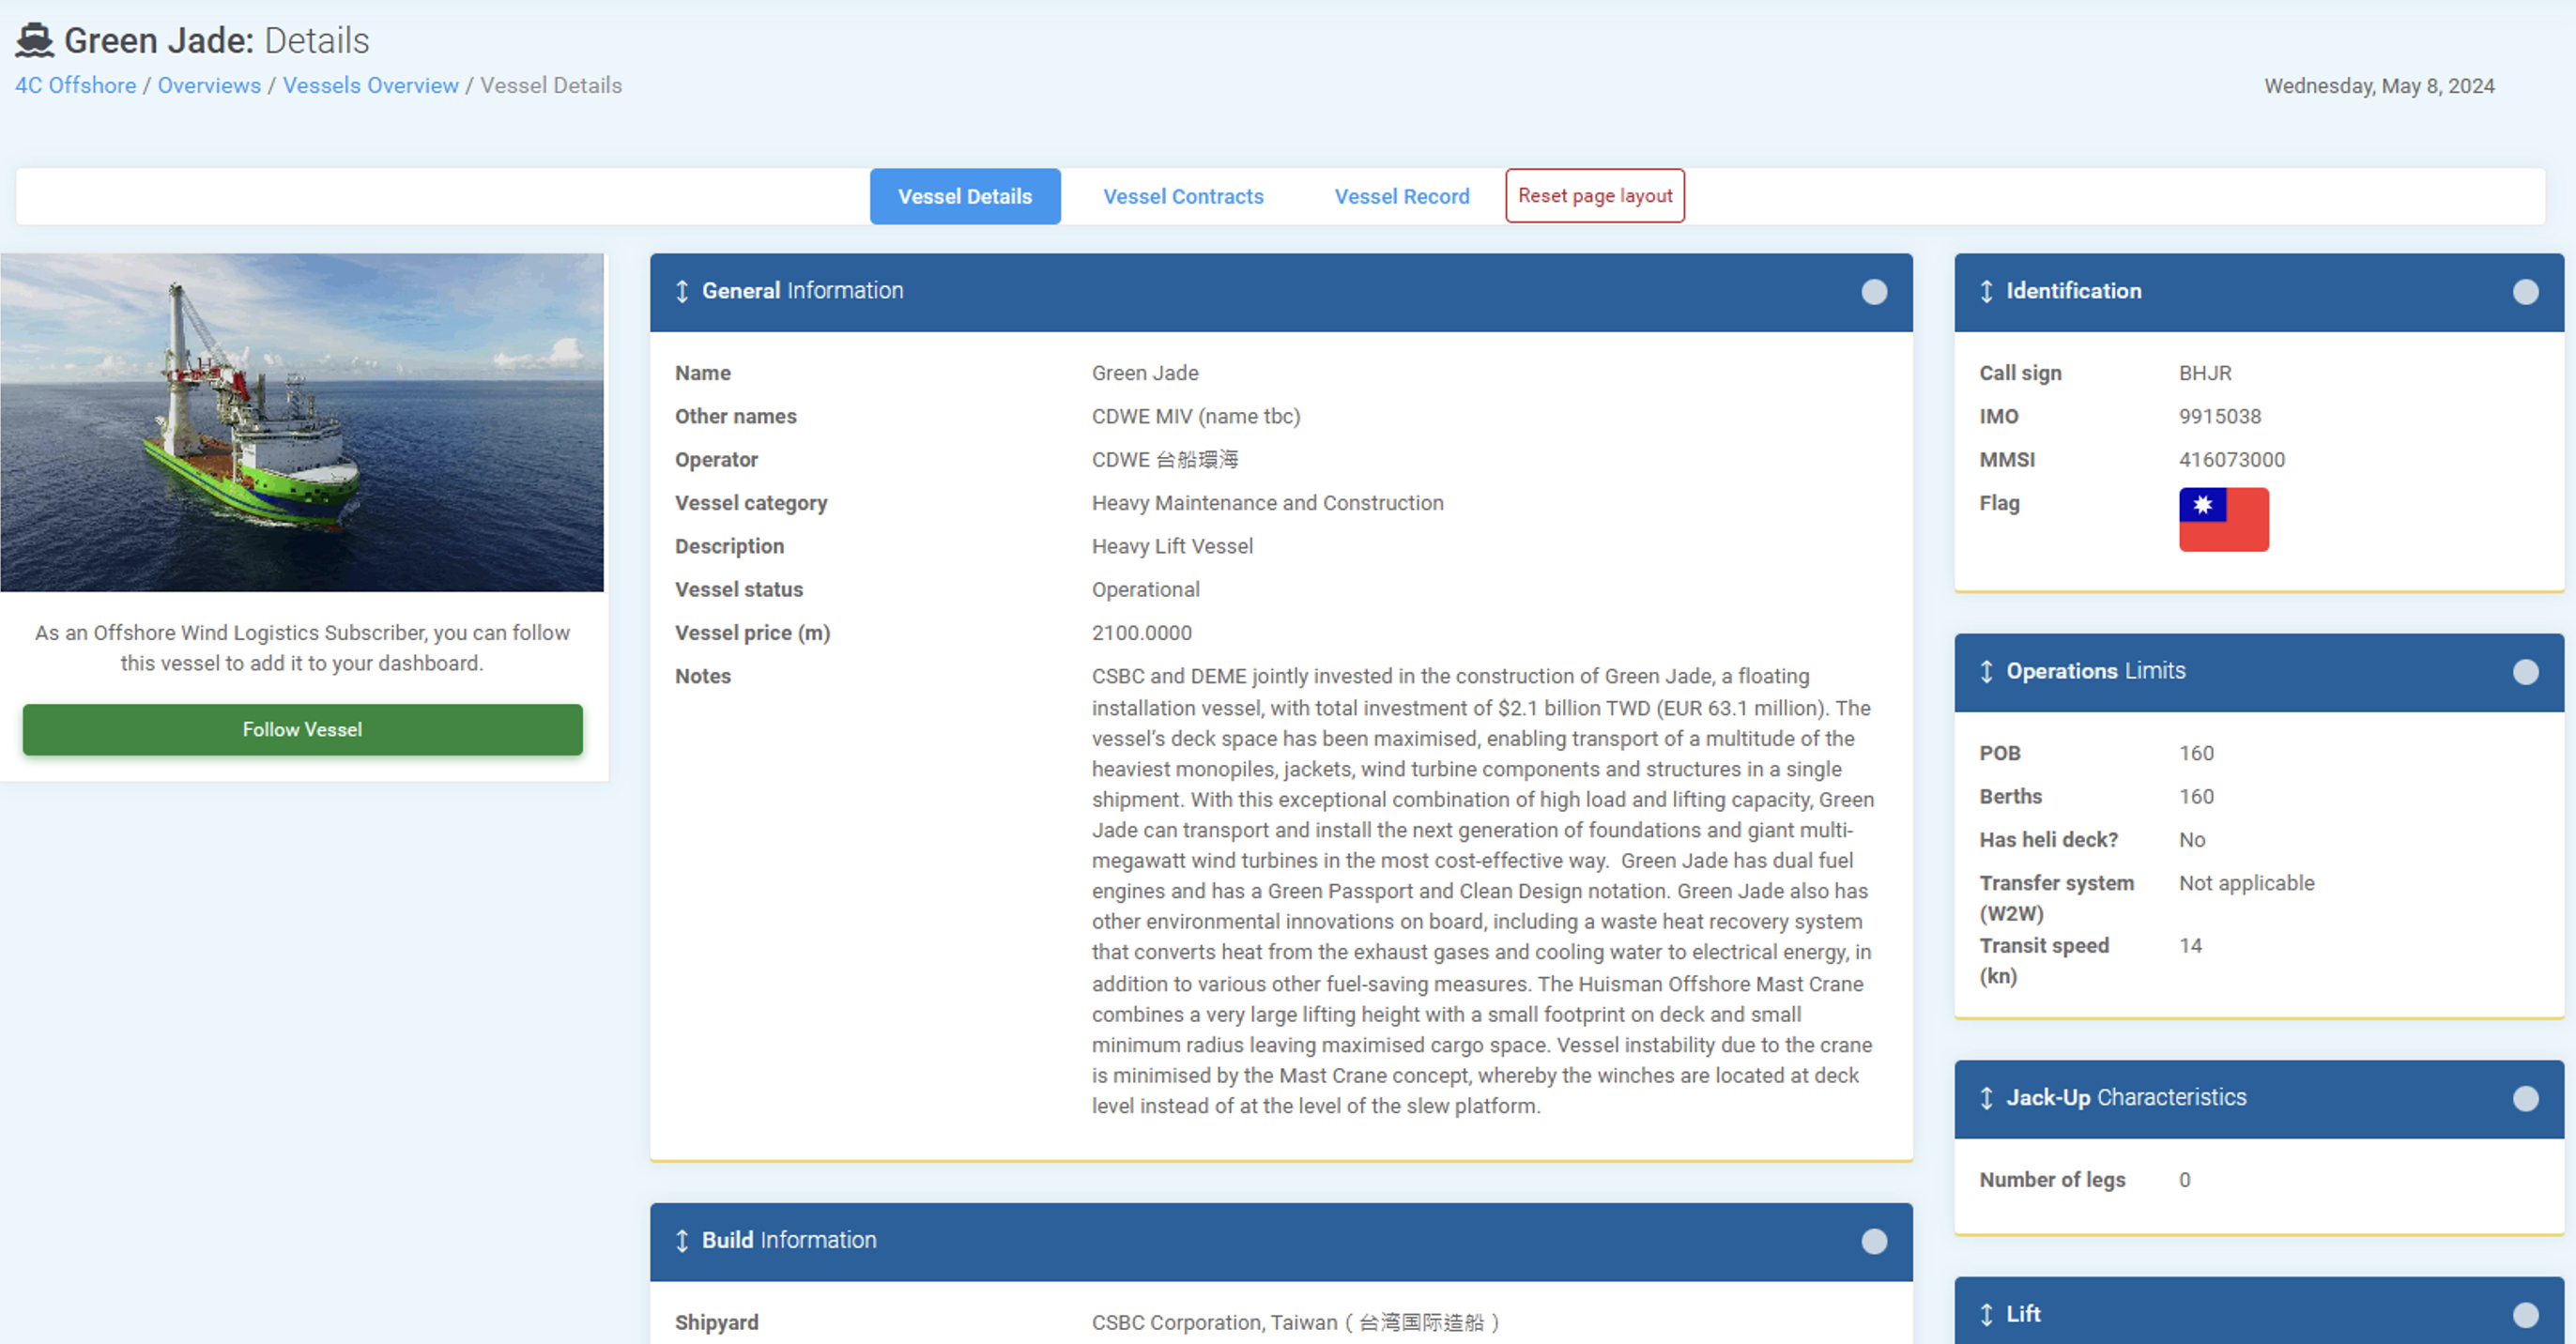 Green Jade: Details
4C Offshore / Overviews / Vessels Overview / Vessel Details
Wednesday, May 8, 2024
Vessel Details
Vessel Contracts
Vessel Record
Reset page layout
As an Offshore Wind Logistics Subscriber, you can follow
this vessel to add it to your dashboard.
Follow Vessel
General Information
Name Green Jade
Other names CDWE MIV (name tbc)
Operator CDWE 台船環海
Vessel category Heavy Maintenance and Construction
Description Heavy Lift Vessel
Vessel status Operational
Vessel price (m) 2100.0000
Notes CSBC and DEME jointly invested in the construction of Green Jade, a floating
installation vessel, with total investment of $2.1 billion TWD (EUR 63.1 million). The
vessel’s deck space has been maximised, enabling transport of a multitude of the
heaviest monopiles, jackets, wind turbine components and structures in a single
shipment. With this exceptional combination of high load and lifting capacity, Green
Jade can transport and install the next generation of foundations and giant multi-
megawatt wind turbines in the most cost-effective way.  Green Jade has dual fuel
engines and has a Green Passport and Clean Design notation. Green Jade also has
other environmental innovations on board, including a waste heat recovery system
that converts heat from the exhaust gases and cooling water to electrical energy, in
addition to various other fuel-saving measures. The Huisman Offshore Mast Crane
combines a very large lifting height with a small footprint on deck and small
minimum radius leaving maximised cargo space. Vessel instability due to the crane
is minimised by the Mast Crane concept, whereby the winches are located at deck
level instead of at the level of the slew platform.
Build Information
Shipyard CSBC Corporation, Taiwan ( 台湾国际造船 )
Identification
Call sign BHJR
IMO 9915038
MMSI 416073000
Flag
Operations Limits
POB 160
Berths 160
Has heli deck? No
Transfer system Not applicable
(W2W)
Transit speed 14
(kn)
Jack-Up Characteristics
Number of legs 0
Lift